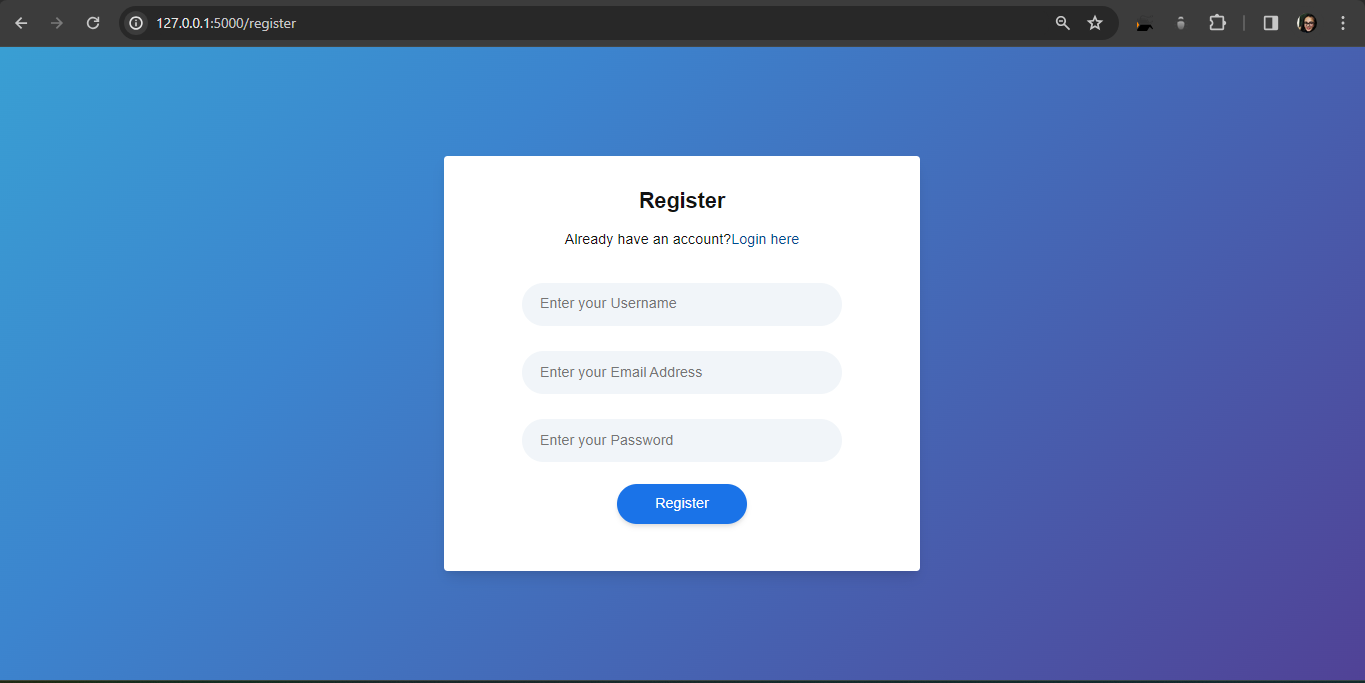 127.0.0.1:5000/register
Register
Already have an account?Login here
Enter your Username
Enter your Email Address
Enter your Password
Register